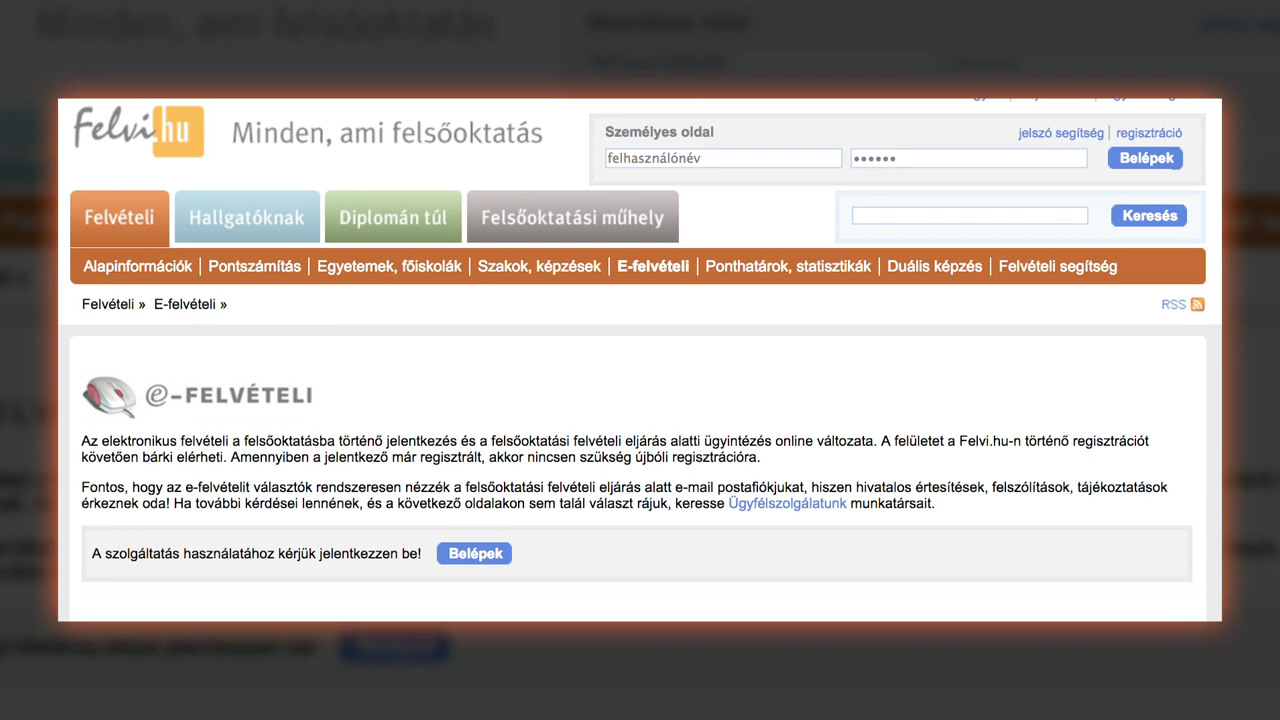 Minden, ami felsőoktatás
Személyes oldal
Felvi.hu
Minden, ami felsőoktatás
Személyes oldal
jelszó segítség
regisztráció
felhasználónév
••••••
Belépek
Felvételi
Hallgatóknak
Diplomán túl
Felsőoktatási műhely
Keresés
Alapinformációk
Pontszámítás
Egyetemek, főiskolák
Szakok, képzések
E-felvételi
Ponthatárok, statisztikák
Duális képzés
Felvételi segítség
Felvételi » E-felvételi »
RSS
e-FELVÉTELI
Az elektronikus felvételi a felsőoktatásba történő jelentkezés és a felsőoktatási felvételi eljárás alatti ügyintézés online változata. A felületet a Felvi.hu-n történő regisztrációt
követően bárki elérheti. Amennyiben a jelentkező már regisztrált, akkor nincsen szükség újbóli regisztrációra.
Fontos, hogy az e-felvételit választók rendszeresen nézzék a felsőoktatási felvételi eljárás alatt e-mail postafiókjukat, hiszen hivatalos értesítések, felszólítások, tájékoztatások
érkeznek oda! Ha további kérdései lennének, és a következő oldalakon sem talál választ rájuk, keresse Ügyfélszolgálatunk munkatársait.
A szolgáltatás használatához kérjük jelentkezzen be!
Belépek